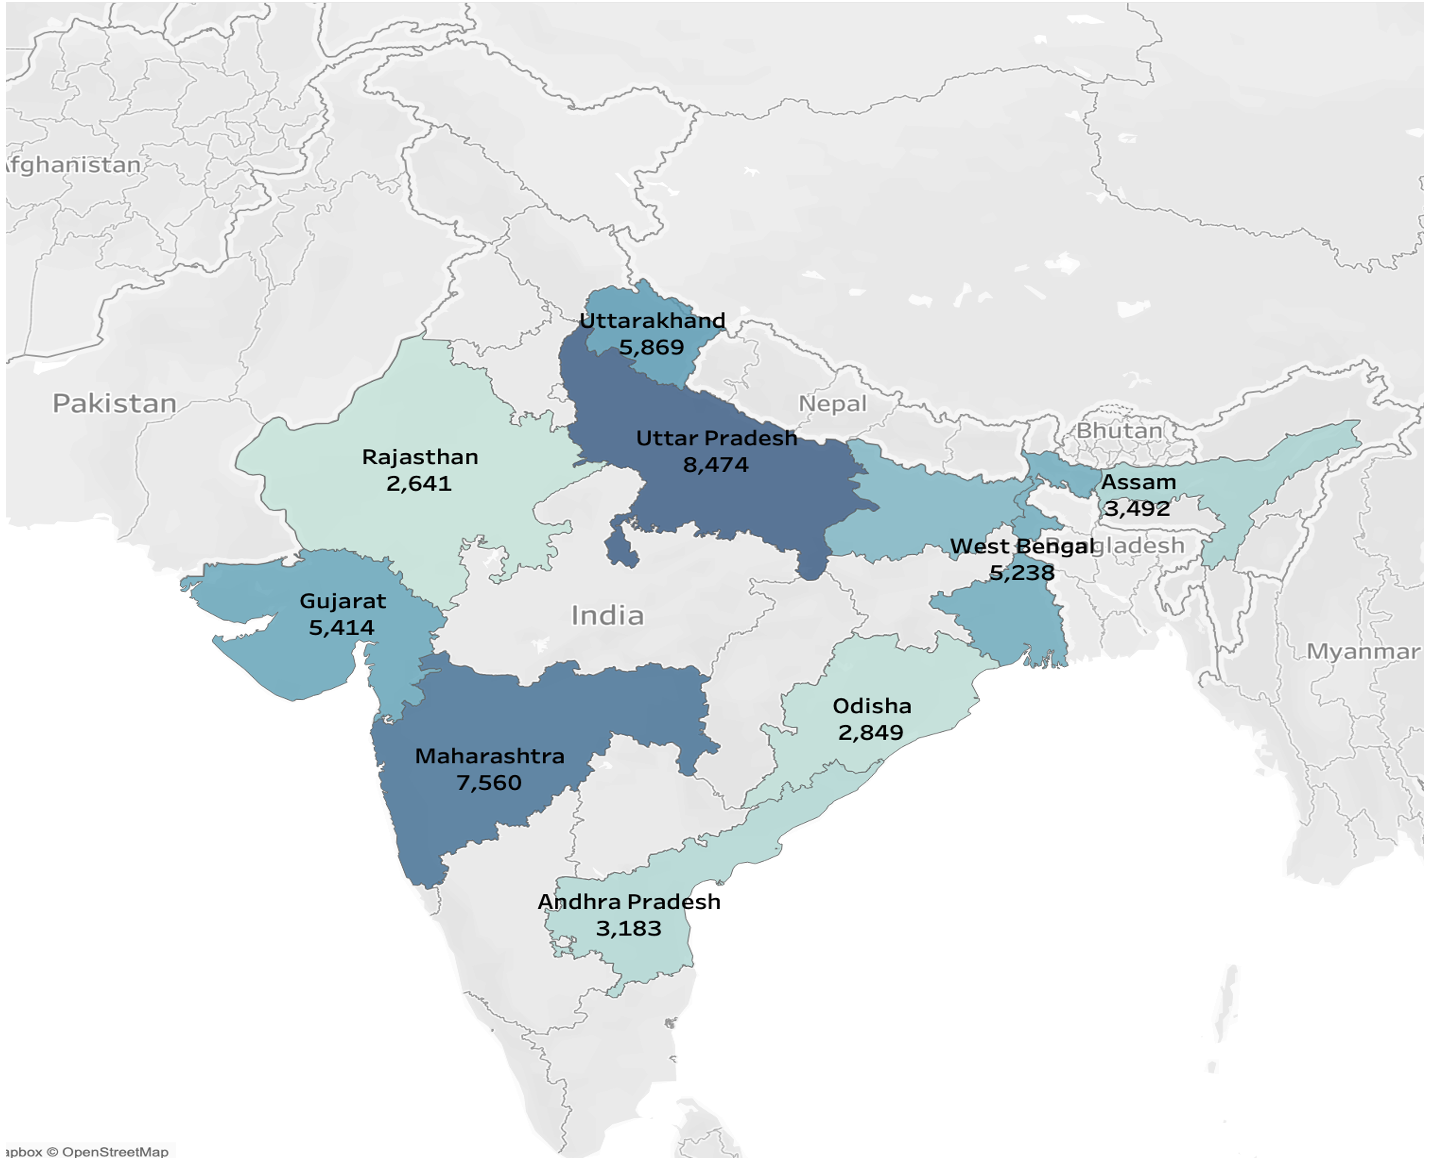 Afghanistan
Uttarakhand
5,869
Pakistan
Nepal
Bhutan
Uttar Pradesh
8,474
Rajasthan
2,641
Assam
3,492
West Bengal
5,238
Bangladesh
Gujarat
5,414
India
Myanmar
Odisha
2,849
Maharashtra
7,560
Andhra Pradesh
3,183
apbox © OpenStreetMap